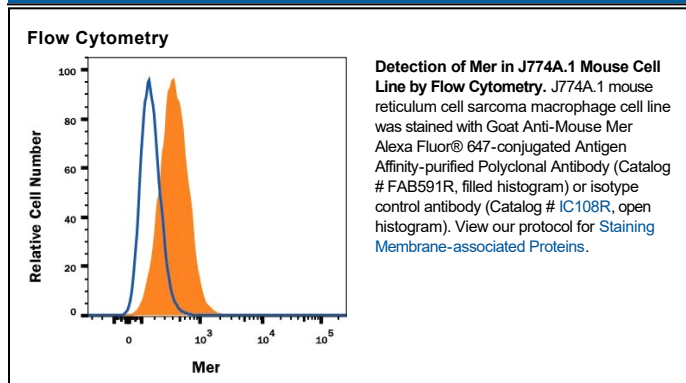 Flow Cytometry
100
80
60
40
20
0
Relative Cell Number
0
10³
10⁴
10⁵
Mer
Detection of Mer in J774A.1 Mouse Cell
Line by Flow Cytometry. J774A.1 mouse
reticulum cell sarcoma macrophage cell line
was stained with Goat Anti-Mouse Mer
Alexa Fluor® 647-conjugated Antigen
Affinity-purified Polyclonal Antibody (Catalog
# FAB591R, filled histogram) or isotype
control antibody (Catalog # IC108R, open
histogram). View our protocol for Staining
Membrane-associated Proteins.